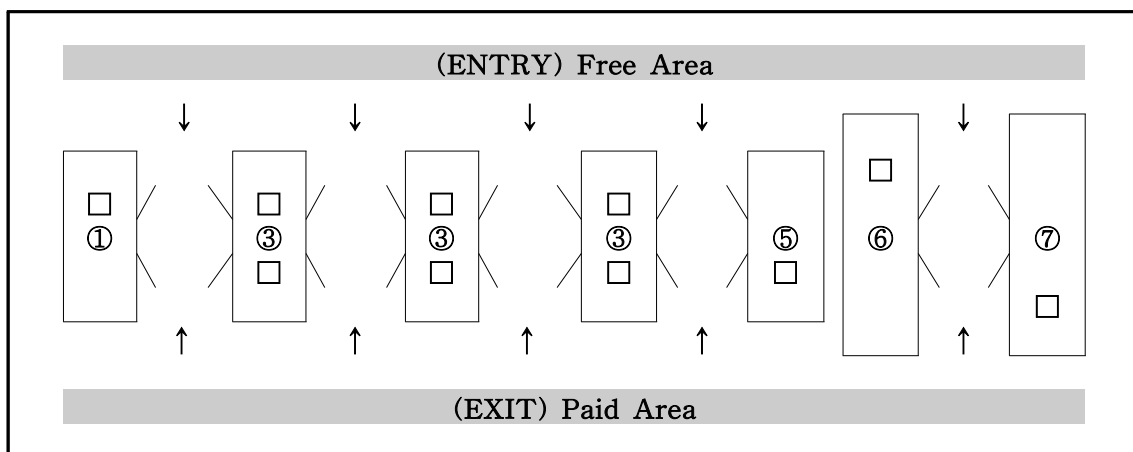 (ENTRY) Free Area
① ③ ③ ③ ⑤ ⑥ ⑦
(EXIT) Paid Area